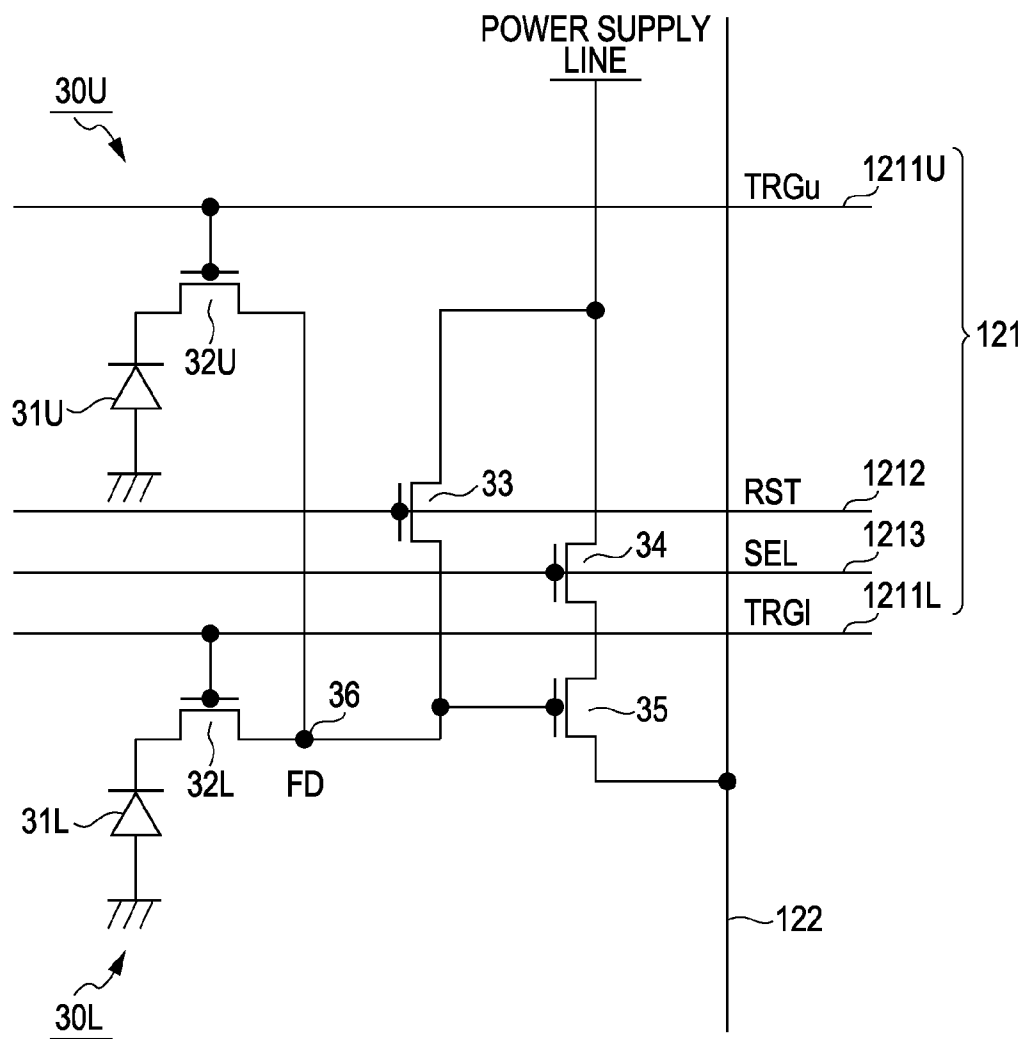 POWER SUPPLY
LINE
30U
TRGu
1211U
121
32U
31U
33
RST
1212
34
SEL
1213
TRGl
1211L
36
35
32L
FD
31L
122
30L